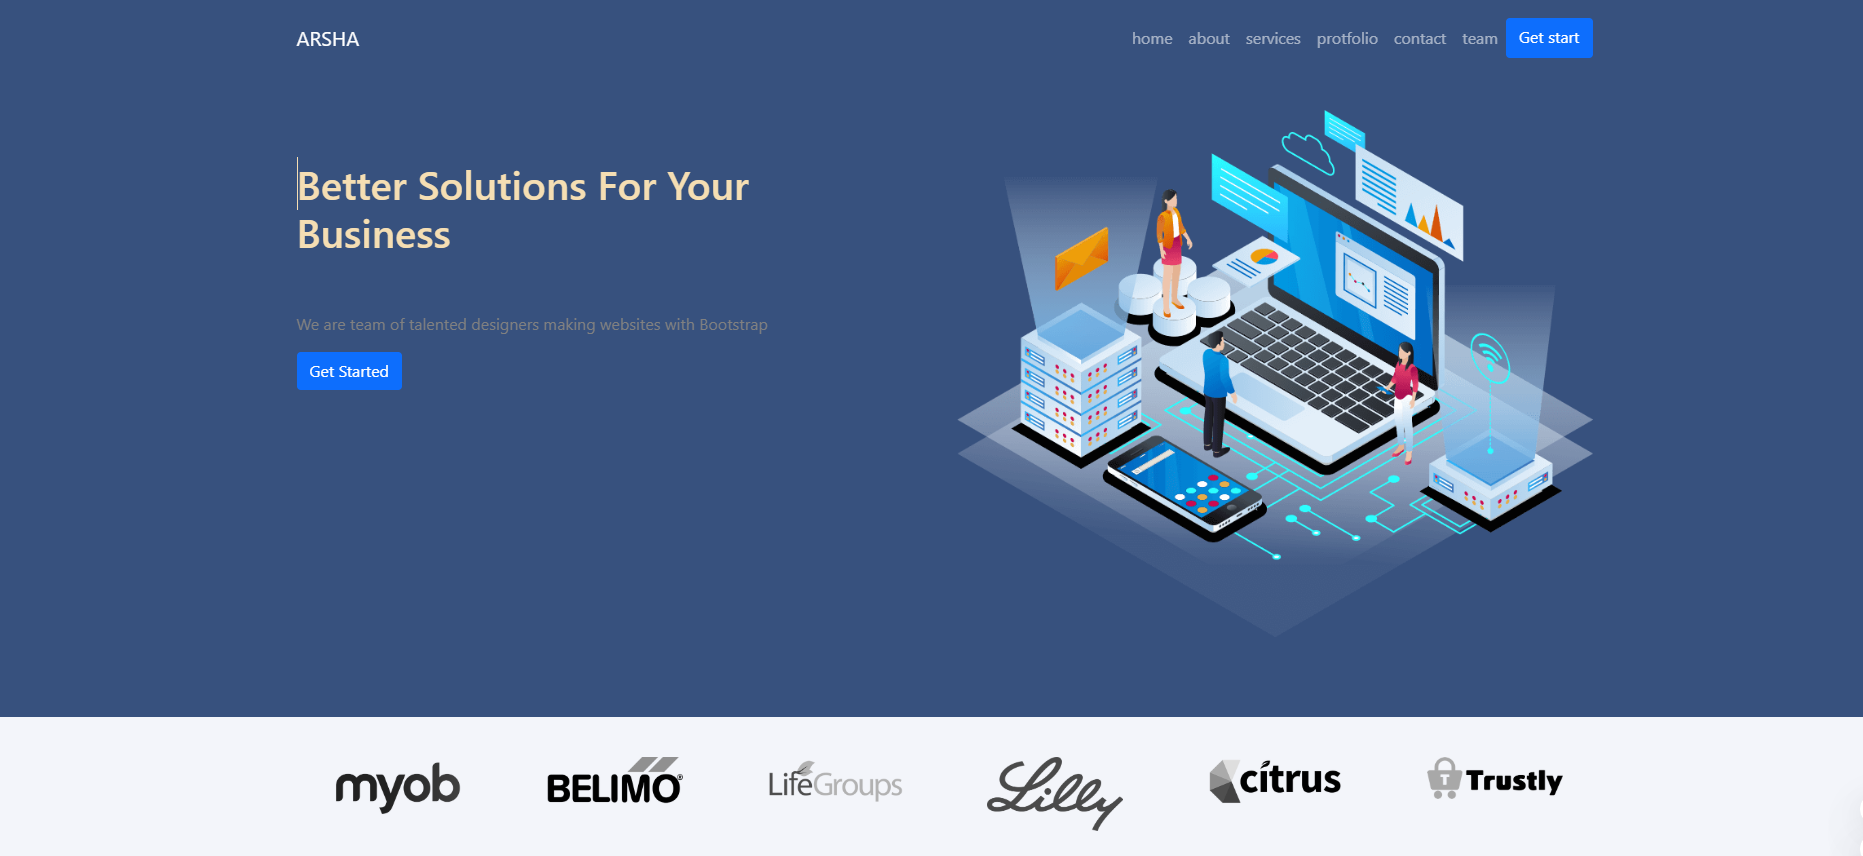 ARSHA
home about services protfolio contact team Get start
Better Solutions For Your
Business
We are team of talented designers making websites with Bootstrap
Get Started
myob BELIMO® LifeGroups Lilly citrus T Trustly